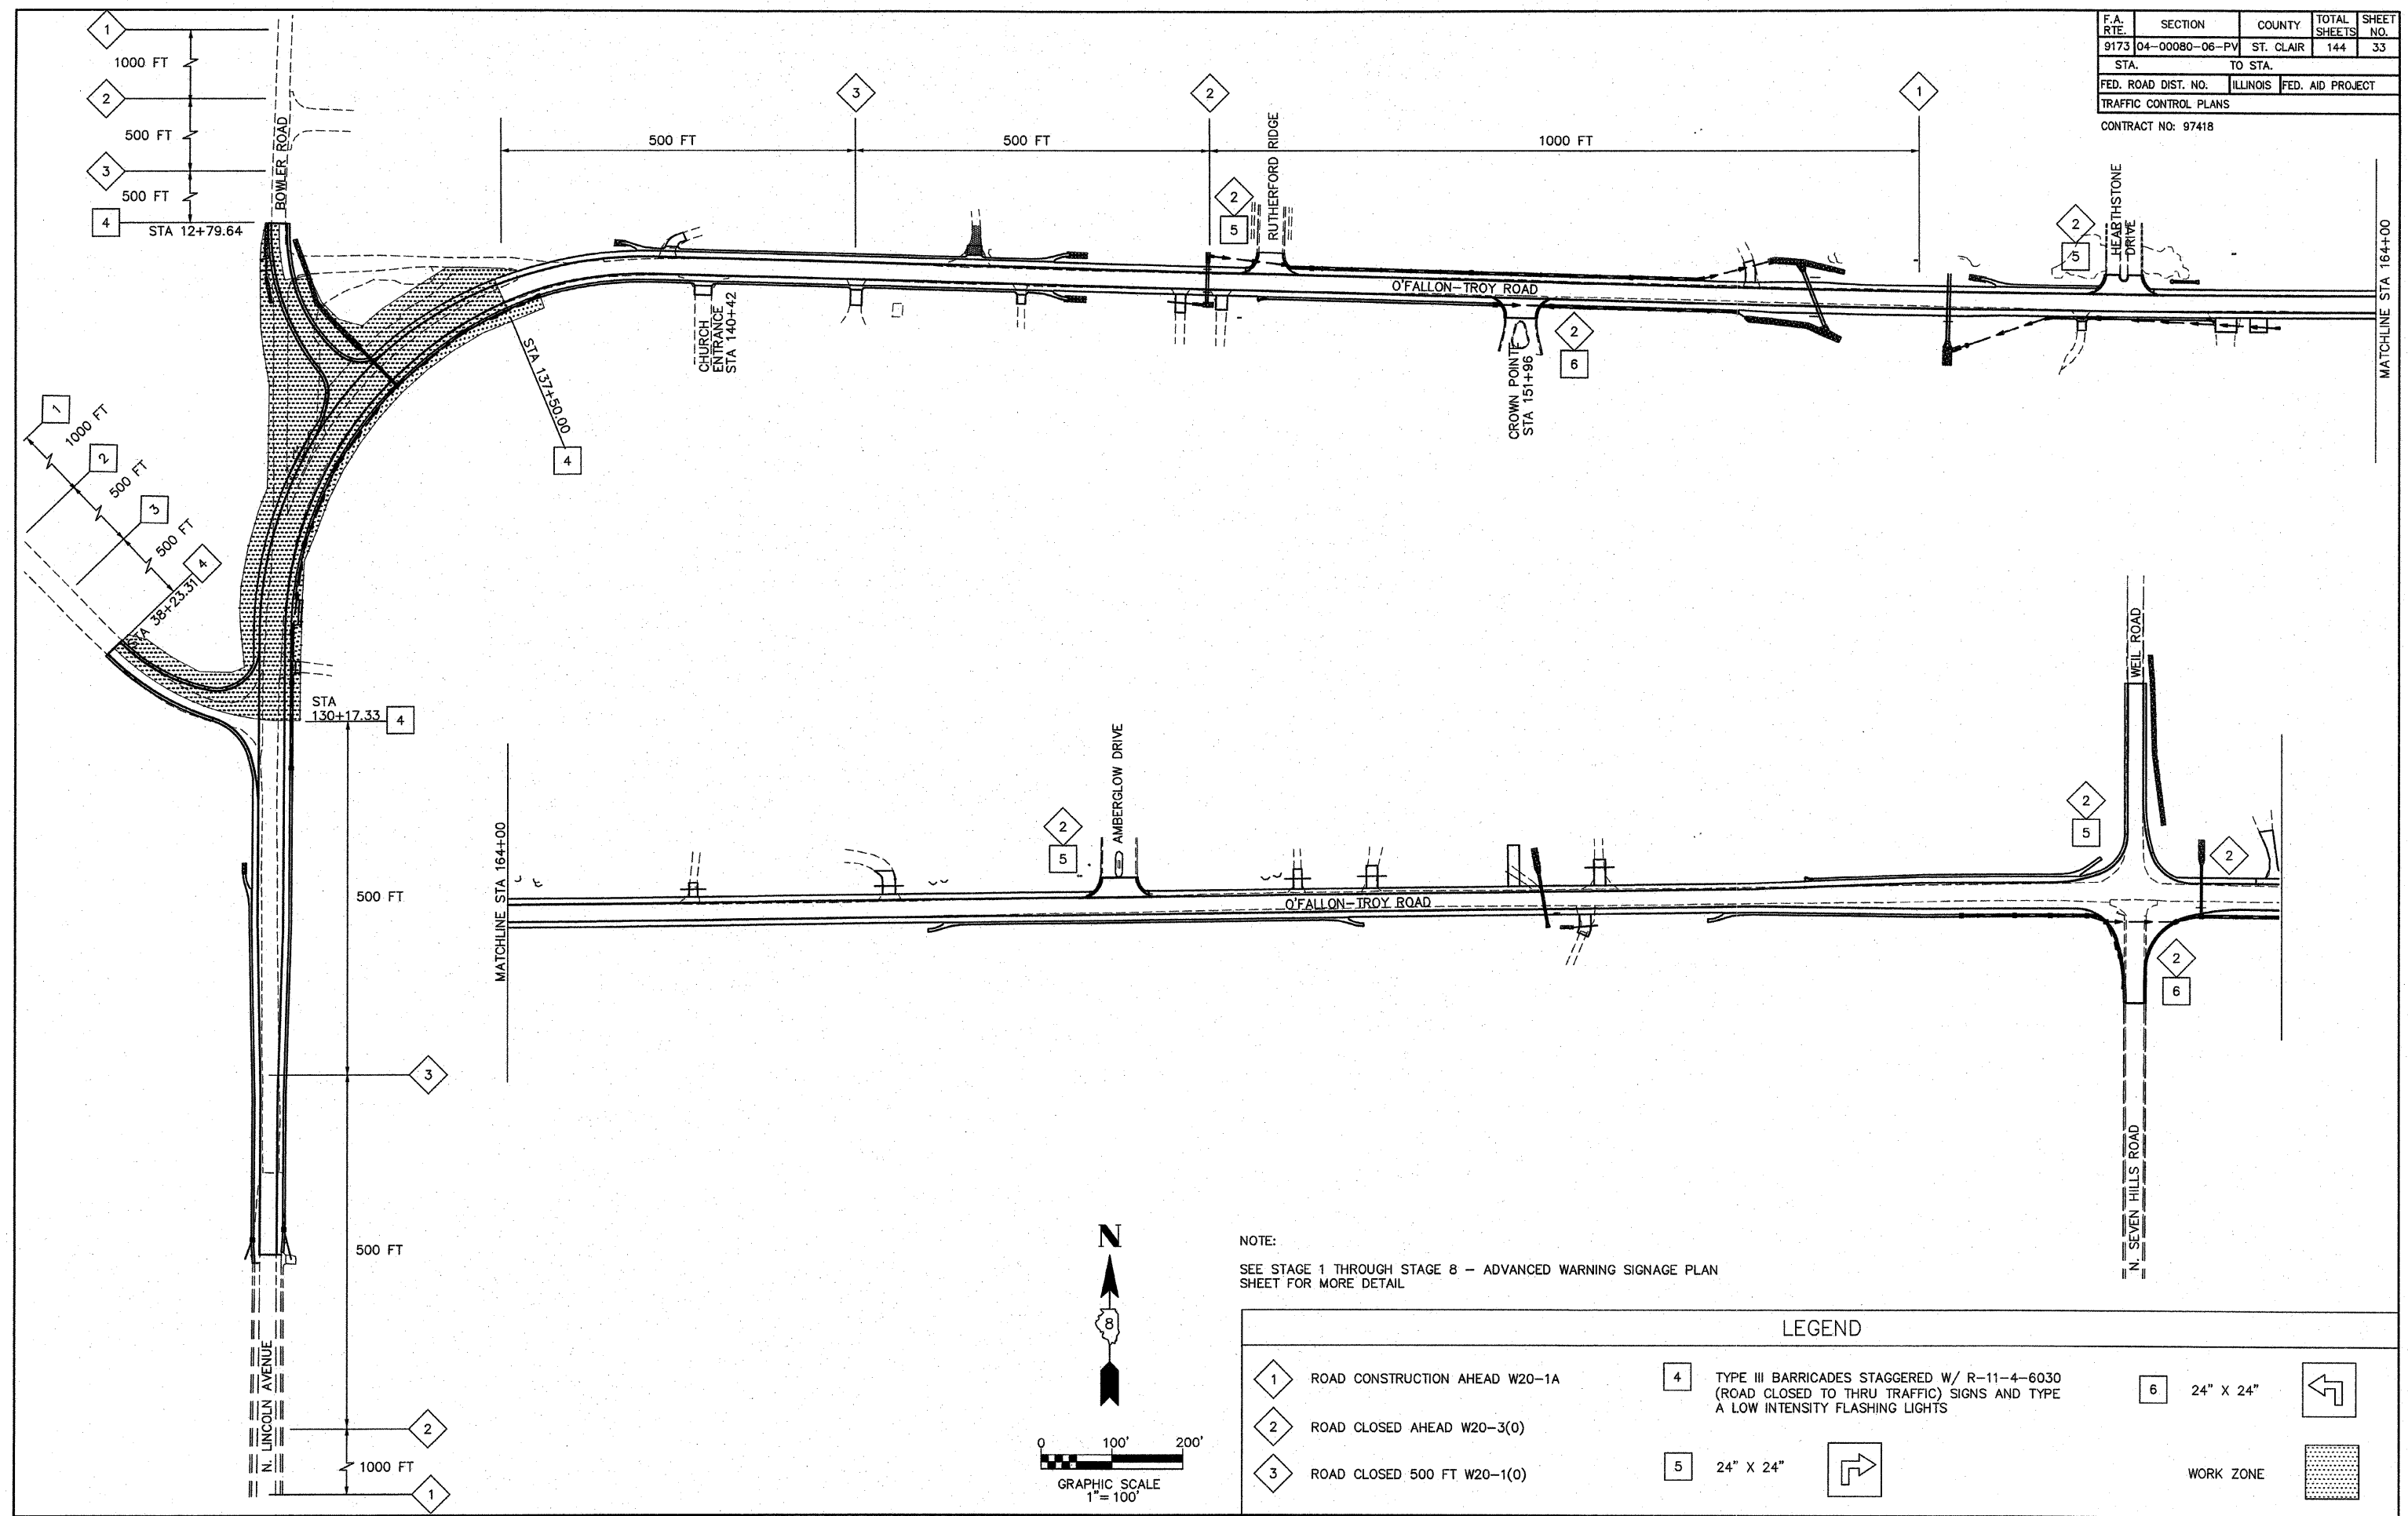 F.A. RTE. SECTION COUNTY TOTAL SHEETS SHEET NO.
9173 04-00080-06-PV ST. CLAIR 144 33
STA. TO STA.
FED. ROAD DIST. NO. ILLINOIS FED. AID PROJECT
TRAFFIC CONTROL PLANS
CONTRACT NO: 97418
1
1000 FT
2
500 FT
3
500 FT
4
STA 12+79.64
BOWLER ROAD
3
2
1
500 FT
500 FT
1000 FT
2
5
RUTHERFORD RIDGE
2
5
HEARTHSTONE
DRIVE
MATCHLINE STA 164+00
O'FALLON-TROY ROAD
CHURCH
ENTRANCE
STA 140+42
CROWN POINTE
STA 151+96
2
6
STA 137+50.00
4
1
1000 FT
2
500 FT
3
500 FT
4
STA 38+23.31
STA
130+17.33
4
500 FT
3
500 FT
2
1000 FT
1
N. LINCOLN AVENUE
MATCHLINE STA 164+00
2
5
AMBERGLOW DRIVE
O'FALLON-TROY ROAD
WEIL ROAD
2
5
2
2
6
N. SEVEN HILLS ROAD
N
8
0 100' 200'
GRAPHIC SCALE
1"=100'
NOTE:
SEE STAGE 1 THROUGH STAGE 8 - ADVANCED WARNING SIGNAGE PLAN
SHEET FOR MORE DETAIL
LEGEND
1 ROAD CONSTRUCTION AHEAD W20-1A
2 ROAD CLOSED AHEAD W20-3(0)
3 ROAD CLOSED 500 FT W20-1(0)
4 TYPE III BARRICADES STAGGERED W/ R-11-4-6030
(ROAD CLOSED TO THRU TRAFFIC) SIGNS AND TYPE
A LOW INTENSITY FLASHING LIGHTS
5 24" X 24"
6 24" X 24"
WORK ZONE